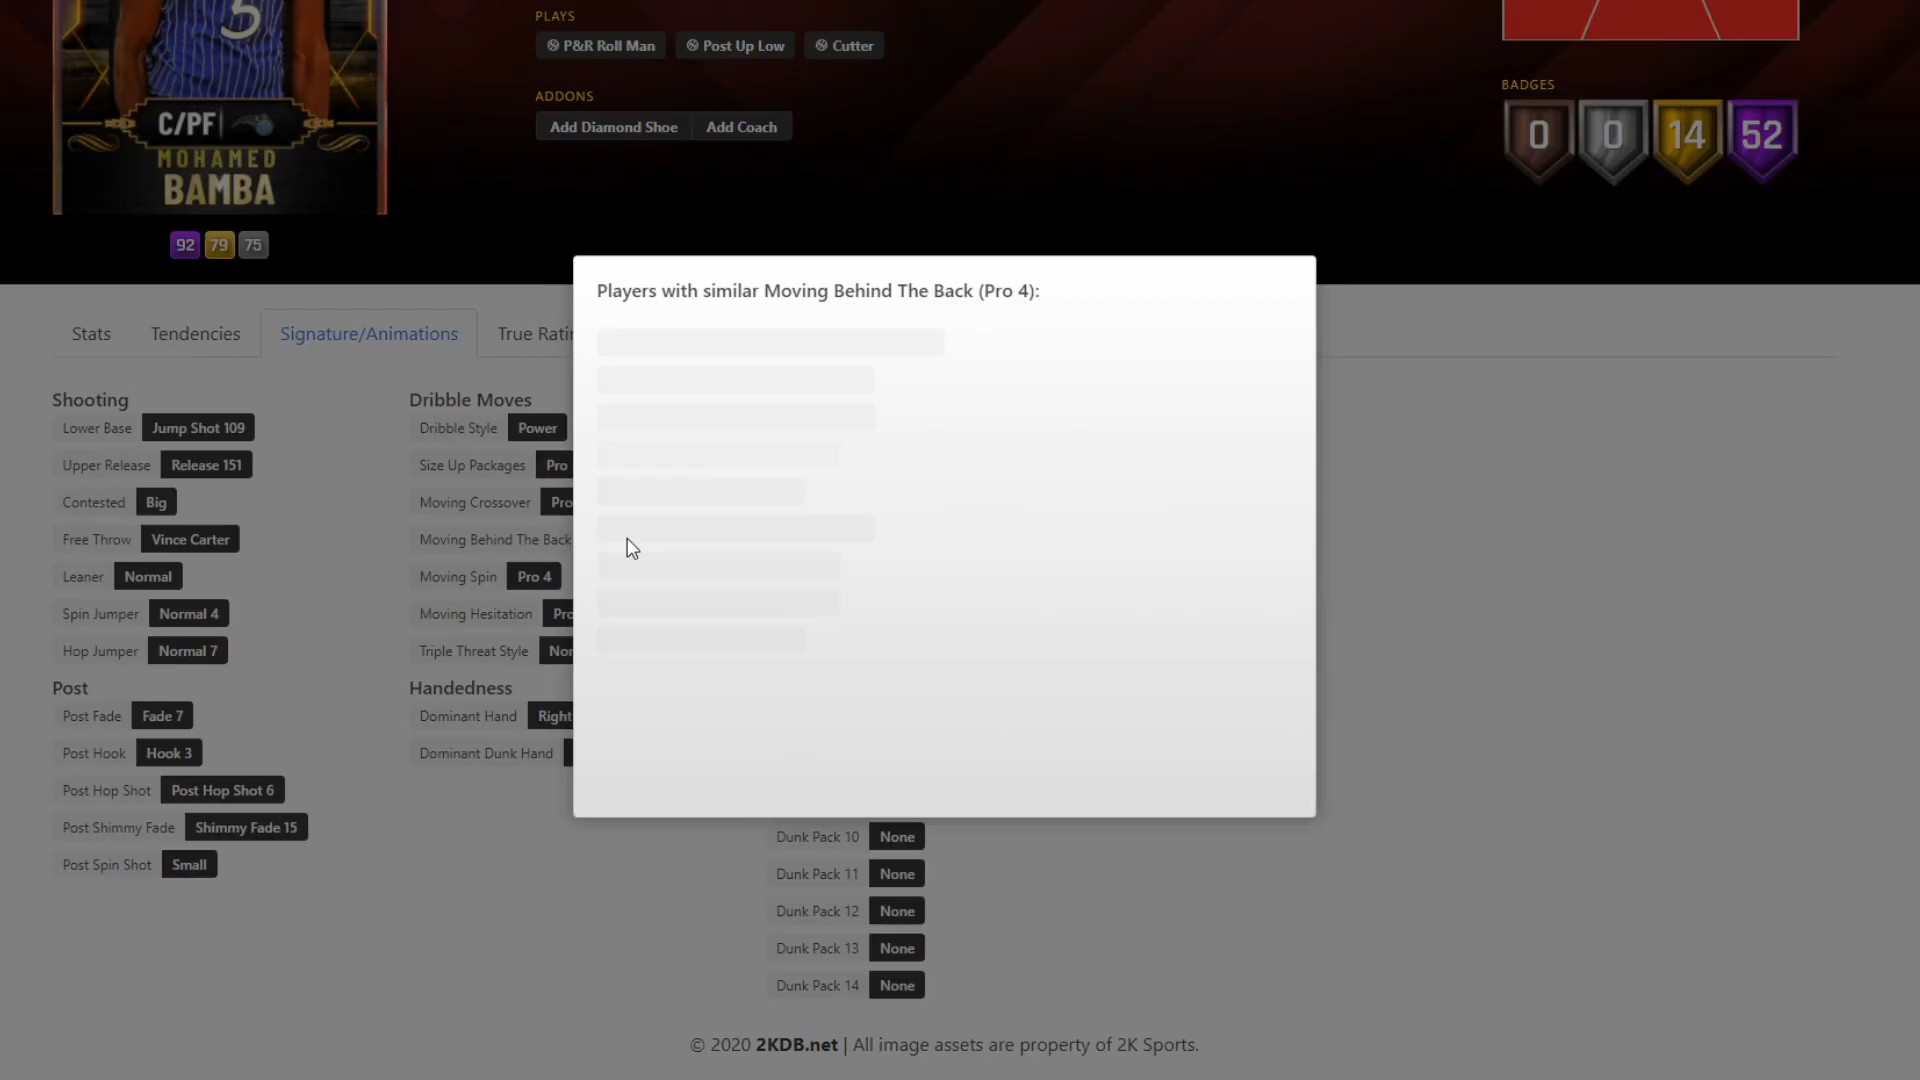 5
C/PF
MOHAMED
BAMBA
92 79 75
PLAYS
P&R Roll Man Post Up Low Cutter
ADDONS
Add Diamond Shoe Add Coach
BADGES
0 0 14 52
Stats Tendencies Signature/Animations True Ratin
Players with similar Moving Behind The Back (Pro 4):
Shooting
Lower Base Jump Shot 109
Upper Release Release 151
Contested Big
Free Throw Vince Carter
Leaner Normal
Spin Jumper Normal 4
Hop Jumper Normal 7
Post
Post Fade Fade 7
Post Hook Hook 3
Post Hop Shot Post Hop Shot 6
Post Shimmy Fade Shimmy Fade 15
Post Spin Shot Small
Dribble Moves
Dribble Style Power
Size Up Packages Pro
Moving Crossover Pro
Moving Behind The Back
Moving Spin Pro 4
Moving Hesitation Pro
Triple Threat Style Nor
Handedness
Dominant Hand Right
Dominant Dunk Hand
Dunk Pack 10 None
Dunk Pack 11 None
Dunk Pack 12 None
Dunk Pack 13 None
Dunk Pack 14 None
© 2020 2KDB.net | All image assets are property of 2K Sports.